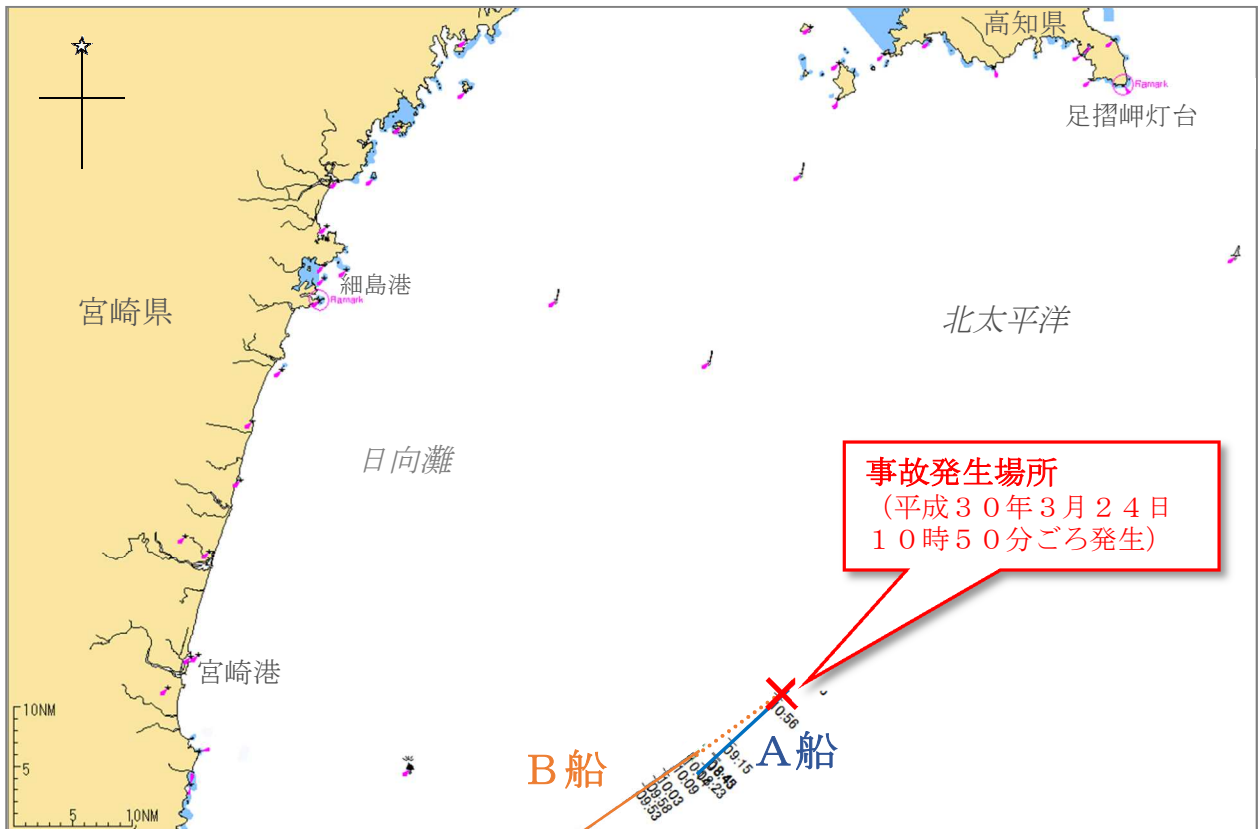 高知県
Ramark
足摺岬灯台
細島港
Ramark
宮崎県
北太平洋
日向灘
事故発生場所
(平成30年3月24日
10時50分ごろ発生)
宮崎港
10NM
5
5
10NM
B船
A船
09:15
10:09
10:03
09:58
09:53